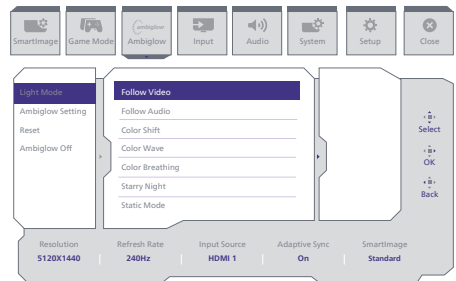 SmartImage
Game Mode
ambiglow
Ambiglow
Input
Audio
System
Setup
Close
Light Mode
Ambiglow Setting
Reset
Ambiglow Off
Follow Video
Follow Audio
Color Shift
Color Wave
Color Breathing
Starry Night
Static Mode
Select
OK
Back
Resolution
5120X1440
Refresh Rate
240Hz
Input Source
HDMI 1
Adaptive Sync
On
SmartImage
Standard